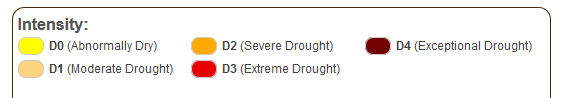 Intensity:
D0 (Abnormally Dry) D2 (Severe Drought) D4 (Exceptional Drought)
D1 (Moderate Drought) D3 (Extreme Drought)